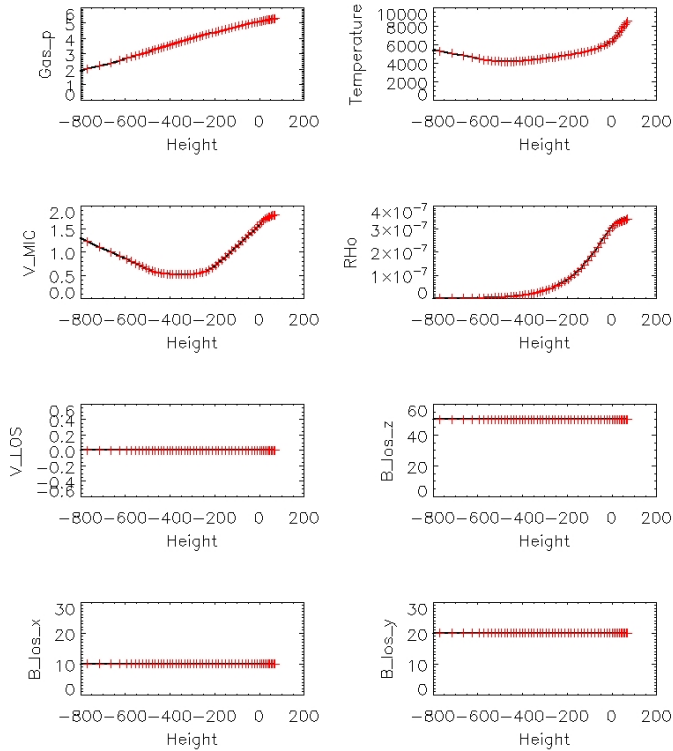 6
5
4
3
2
1
0
Gas_p
−800−600−400−200 0 200
Height
10000
8000
6000
4000
2000
0
Temperature
−800−600−400−200 0 200
Height
2.0
1.5
1.0
0.5
0.0
V_MIC
−800−600−400−200 0 200
Height
4×10−7
3×10−7
2×10−7
1×10−7
0
RHo
−800−600−400−200 0 200
Height
0.6
0.4
0.2
0.0
−0.2
−0.4
−0.6
V_LOS
−800−600−400−200 0 200
Height
60
40
20
0
B_los_z
−800−600−400−200 0 200
Height
30
20
10
0
B_los_x
−800−600−400−200 0 200
Height
30
20
10
0
B_los_y
−800−600−400−200 0 200
Height